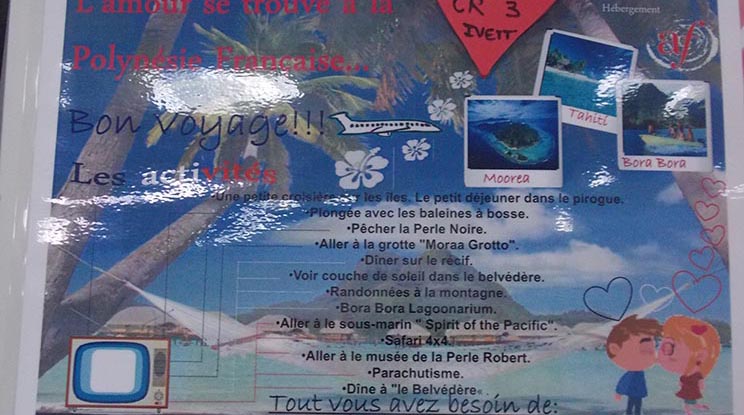 L'amour se trouve à la
Polynésie Française...
CR 3
IVETT
Hébergement
af
Bon Voyage!!!
Tahití
Moorea
Bora Bora
Les activités
•Une petite croisière les îles. Le petit déjeuner dans le pirogue.
•Plongée avec les baleines à bosse.
•Pêcher la Perle Noire.
•Aller à la grotte "Moraa Grotto".
•Dîner sur le récif.
•Voir couche de soleil dans le belvédère.
•Randonnées à la montagne.
•Bora Bora Lagoonarium.
•Aller à le sous-marin " Spirit of the Pacific".
•Safari 4x4.
•Aller à le musée de la Perle Robert.
•Parachutisme.
•Dîne à "le Belvédère .
Tout vous avez besoin de: